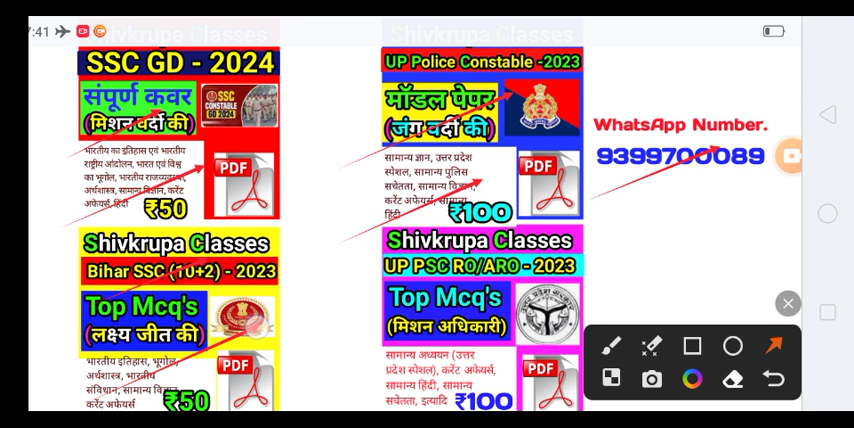 7:41
Shivkrupa Classes
SSC GD - 2024
संपूर्ण कवर
(मिशन वर्दी की)
SSC
CONSTABLE
GD 2024
भारतीय का इतिहास एवं भारतीय
राष्ट्रीय आंदोलन, भारत एवं विश्व
का भूगोल, भारतीय राजव्यवस्था,
अर्थशास्त्र, सामान्य विज्ञान, करेंट
अफेयर्स, हिंदी
₹50
PDF
Shivkrupa Classes
UP Police Constable -2023
मॉडल पेपर
(जंग वर्दी की)
सामान्य ज्ञान, उत्तर प्रदेश
स्पेशल, सामान्य पुलिस
सचेतता, सामान्य विज्ञान,
करेंट अफेयर्स, सामान्य
हिंदी
₹100
PDF
WhatsApp Number.
9399700089
Shivkrupa Classes
Bihar SSC (10+2) - 2023
Top Mcq's
(लक्ष्य जीत की)
भारतीय इतिहास, भूगोल,
अर्थशास्त्र, भारतीय
संविधान, सामान्य विज्ञान,
करेंट अफेयर्स
₹50
PDF
Shivkrupa Classes
UP PSC RO/ARO - 2023
Top Mcq's
(मिशन अधिकारी)
सामान्य अध्ययन (उत्तर
प्रदेश स्पेशल), करेंट अफेयर्स,
सामान्य हिंदी, सामान्य
सचेतता, इत्यादि
₹100
PDF